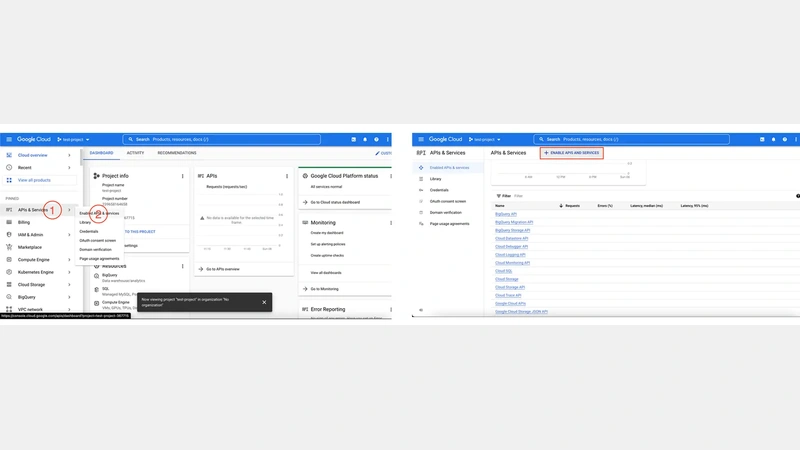 Google Cloud
test-project
Search Products, resources, docs (/)
Cloud overview
Recent
View all products
PINNED
APIs & Services
Billing
IAM & Admin
Marketplace
Compute Engine
Kubernetes Engine
Cloud Storage
BigQuery
VPC network
1
2
Enabled APIs & services
Library
Credentials
OAuth consent screen
Domain verification
Page usage agreements
DASHBOARD
ACTIVITY
RECOMMENDATIONS
Project info
Project name
test-project
Project number
TO THIS PROJECT
settings
Resources
BigQuery
Data warehouse/analytics
SQL
Compute Engine
APIs
Requests (requests/sec)
No data is available for the selected time frame.
Go to APIs overview
Google Cloud Platform status
All services normal
Go to Cloud status dashboard
Monitoring
Create my dashboard
Set up alerting policies
Create uptime checks
View all dashboards
Go to Monitoring
Error Reporting
Now viewing project "test-project" in organization "No
organization"
Google Cloud
test-project
Search Products, resources, docs (/)
APIs & Services
Enabled APIs & services
Library
Credentials
OAuth consent screen
Domain verification
Page usage agreements
APIs & Services
+ ENABLE APIS AND SERVICES
Filter Filter
Name Requests Errors (%) Latency, median (ms) Latency, 95% (ms)
BigQuery API
BigQuery Migration API
BigQuery Storage API
Cloud Datastore API
Cloud Debugger API
Cloud Logging API
Cloud Monitoring API
Cloud SQL
Cloud Storage
Cloud Storage API
Cloud Trace API
Google Cloud APIs
Google Cloud Storage JSON API